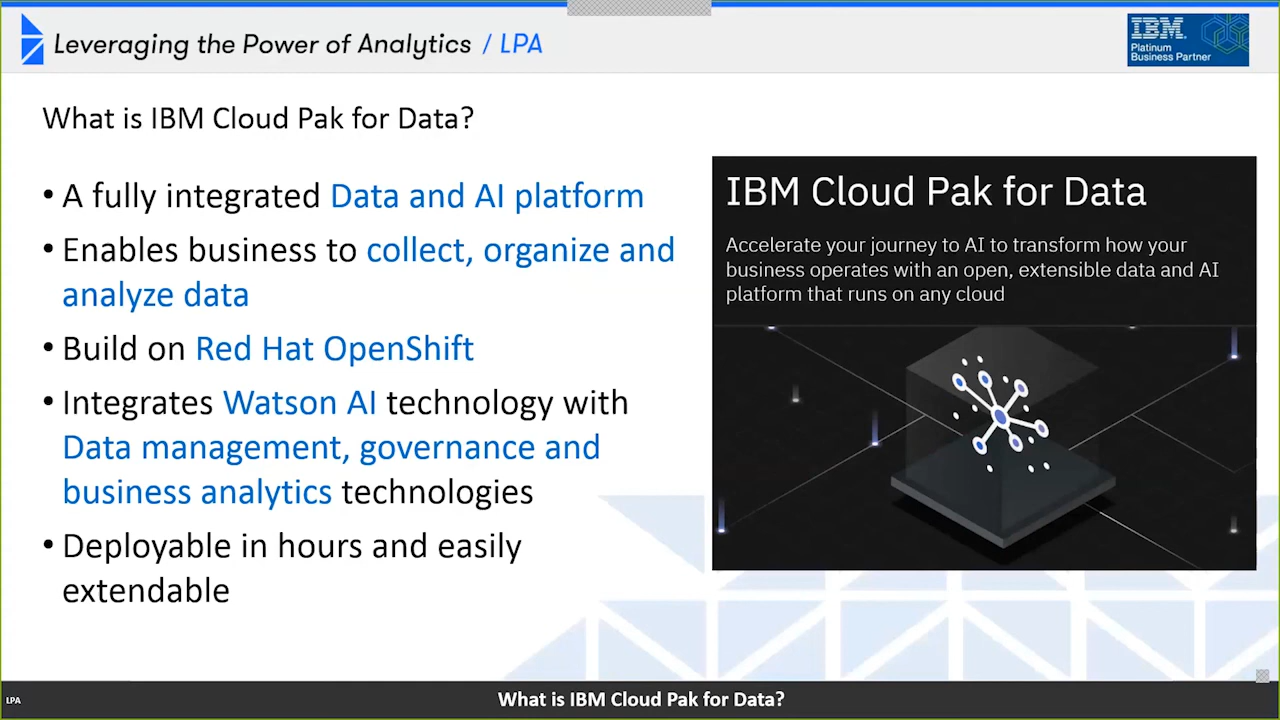 Leveraging the Power of Analytics / LPA
IBM
Platinum
Business Partner
What is IBM Cloud Pak for Data?
• A fully integrated Data and AI platform
• Enables business to collect, organize and
analyze data
• Build on Red Hat OpenShift
• Integrates Watson AI technology with
Data management, governance and
business analytics technologies
• Deployable in hours and easily
extendable
IBM Cloud Pak for Data
Accelerate your journey to AI to transform how your
business operates with an open, extensible data and AI
platform that runs on any cloud
LPA
What is IBM Cloud Pak for Data?